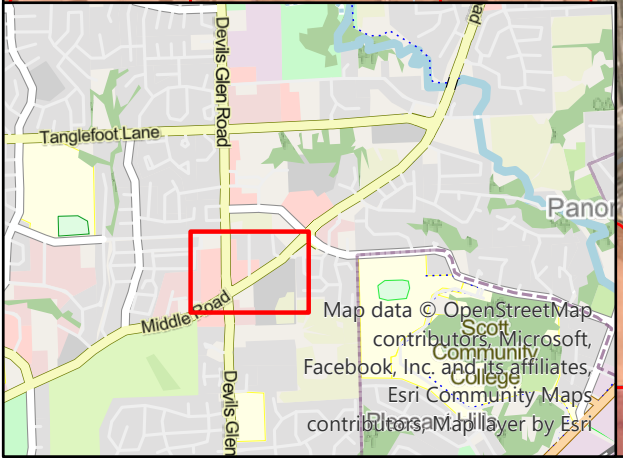 oad
Devils Glen Road
Tanglefoot Lane
Panor
Middle Road
Devils Glen
Scott
Community
College
Map data © OpenStreetMap
contributors, Microsoft,
Facebook, Inc. and its affiliates,
Esri Community Maps
contributors, Map layer by Esri